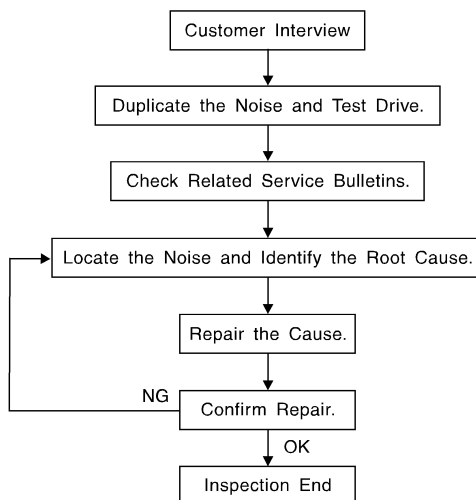 Customer Interview
Duplicate the Noise and Test Drive.
Check Related Service Bulletins.
Locate the Noise and Identify the Root Cause.
Repair the Cause.
NG
Confirm Repair.
OK
Inspection End